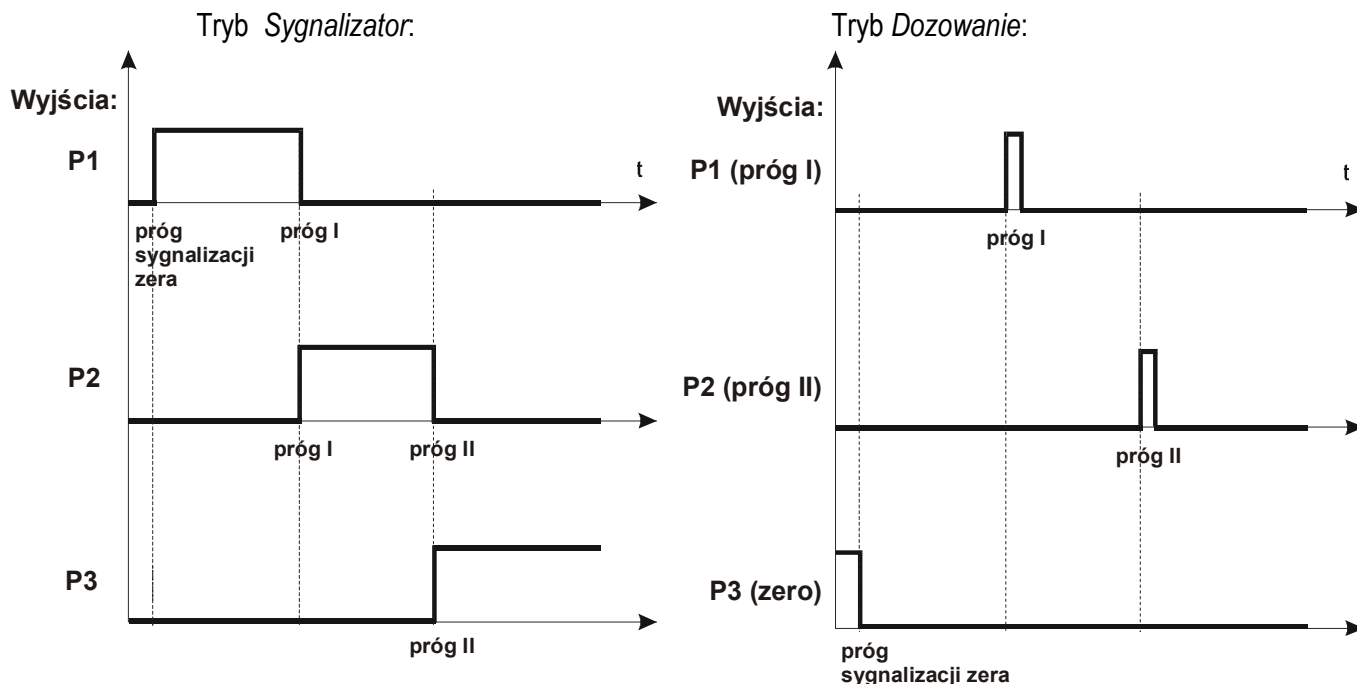 Tryb Sygnalizator:
Wyjścia:
P1
t
próg
sygnalizacji
zera
próg I
P2
próg I
próg II
P3
próg II
Tryb Dozowanie:
Wyjścia:
P1 (próg I)
t
próg I
P2 (próg II)
próg II
P3 (zero)
próg
sygnalizacji zera